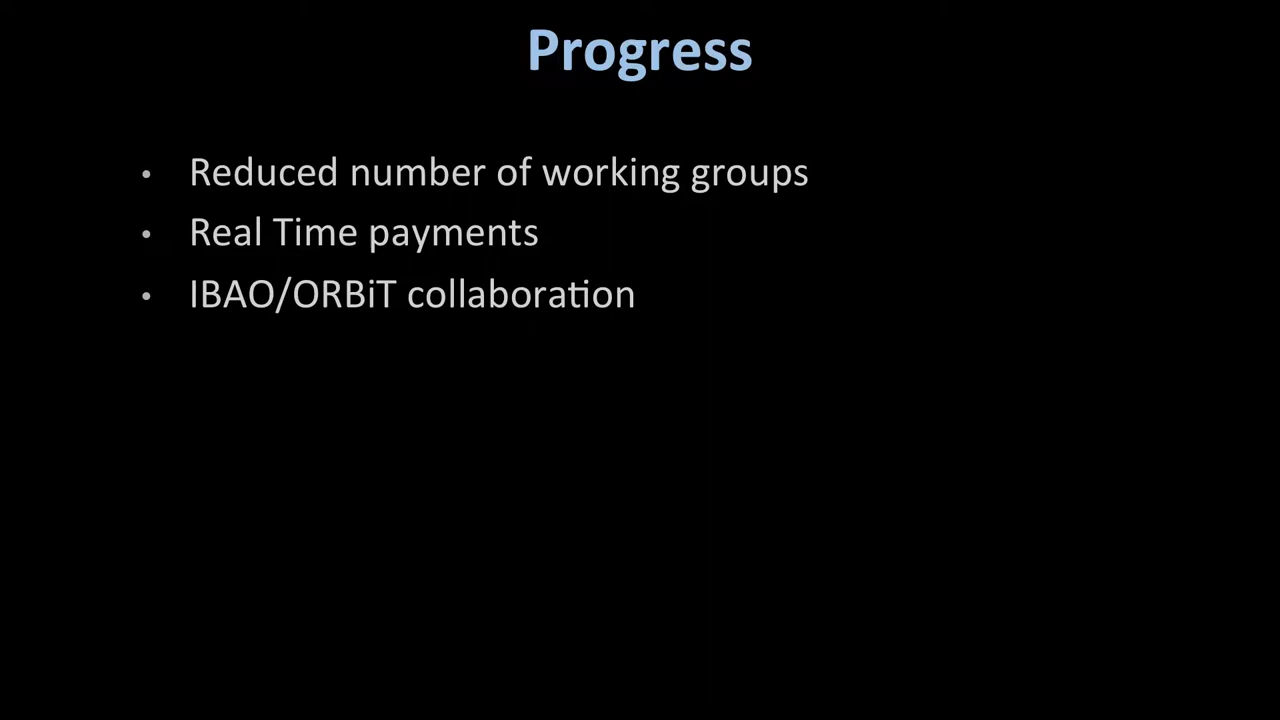 Progress
• Reduced number of working groups
• Real Time payments
• IBAO/ORBiT collaboration